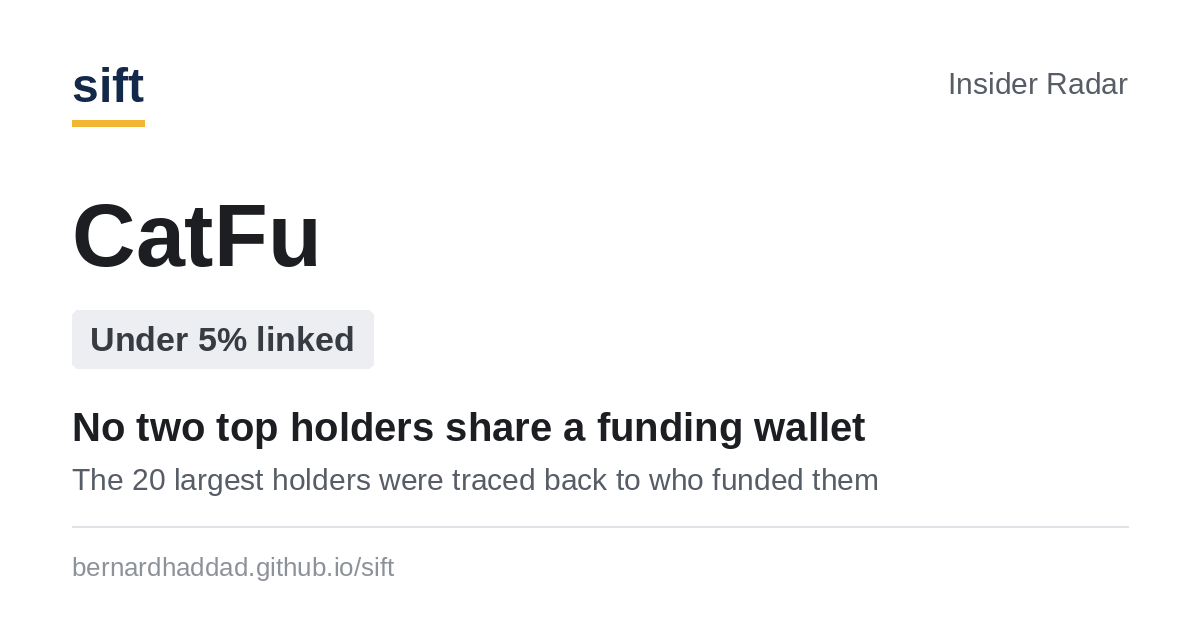 sift
Insider Radar
CatFu
Under 5% linked
No two top holders share a funding wallet
The 20 largest holders were traced back to who funded them
bernardhaddad.github.io/sift